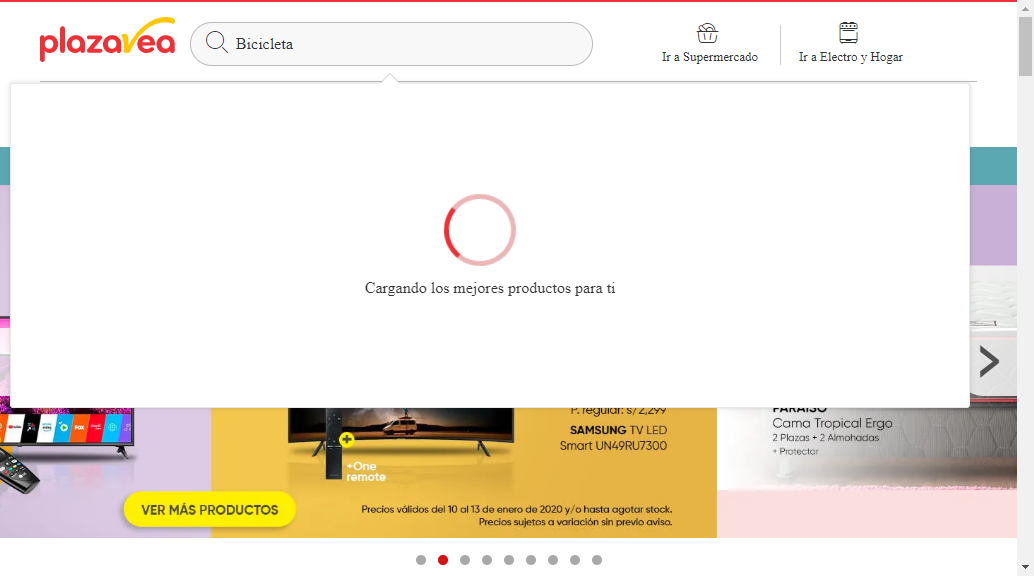 plazavea
Bicicleta
Ir a Supermercado
Ir a Electro y Hogar
Cargando los mejores productos para ti
P. regular: s/2,299
SAMSUNG TV LED
Smart UN49RU7300
+One
remote
PARAISO
Cama Tropical Ergo
2 Plazas + 2 Almohadas
+ Protector
VER MÁS PRODUCTOS
Precios válidos del 10 al 13 de enero de 2020 y/o hasta agotar stock.
Precios sujetos a variación sin previo aviso.